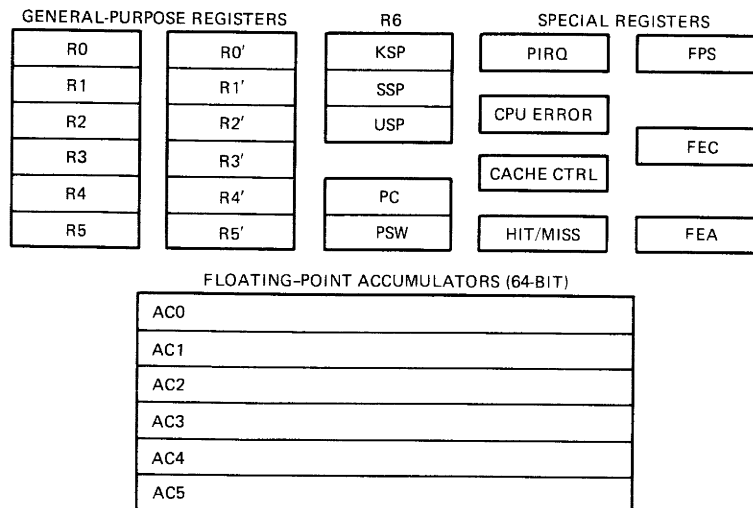 GENERAL-PURPOSE REGISTERS
R0
R1
R2
R3
R4
R5
R0'
R1'
R2'
R3'
R4'
R5'
R6
KSP
SSP
USP
PC
PSW
SPECIAL REGISTERS
PIRQ
CPU ERROR
CACHE CTRL
HIT/MISS
FPS
FEC
FEA
FLOATING-POINT ACCUMULATORS (64-BIT)
AC0
AC1
AC2
AC3
AC4
AC5